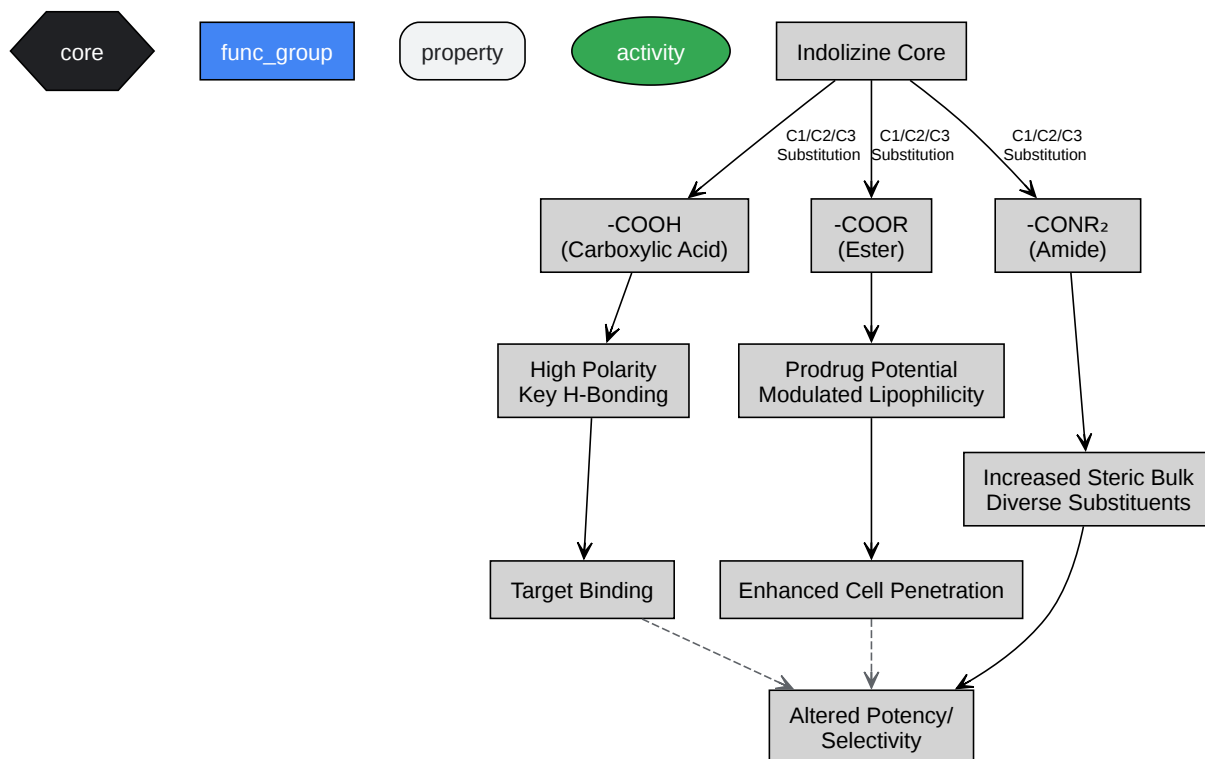 core
func_group
property
activity
Indolizine Core
C1/C2/C3
Substitution
C1/C2/C3
Substitution
C1/C2/C3
Substitution
-COOH
(Carboxylic Acid)
-COOR
(Ester)
-CONR₂
(Amide)
High Polarity
Key H-Bonding
Prodrug Potential
Modulated Lipophilicity
Increased Steric Bulk
Diverse Substituents
Target Binding
Enhanced Cell Penetration
Altered Potency/
Selectivity